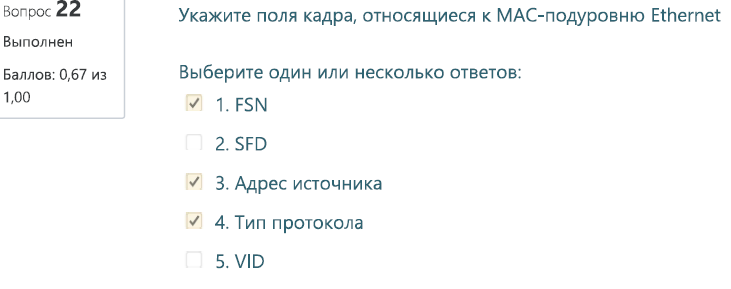 Вопрос 22
Выполнен
Баллов: 0,67 из
1,00
Укажите поля кадра, относящиеся к MAC-подуровню Ethernet
Выберите один или несколько ответов:
1. FSN
2. SFD
3. Адрес источника
4. Тип протокола
5. VID